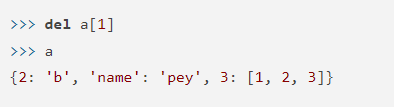 >>> del a[1]
>>> a
{2: 'b', 'name': 'pey', 3: [1, 2, 3]}